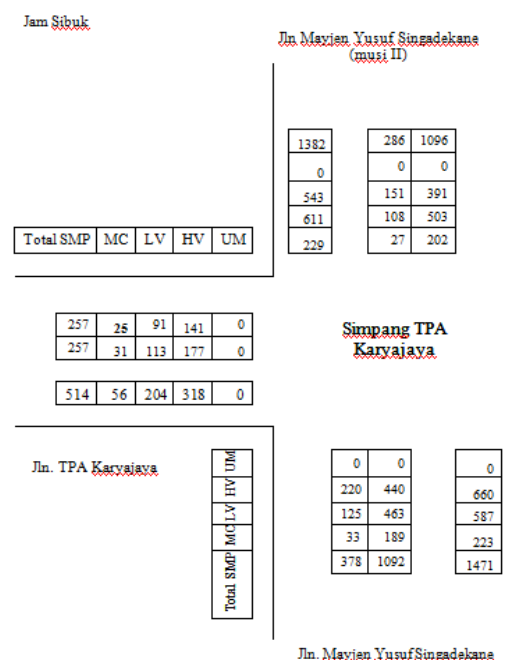 Jam Sibuk
Jln Mayjen Yusuf Singadekane
(musi II)
1382 286 1096
0 0 0
543 151 391
611 108 503
229 27 202
Total SMP MC LV HV UM
257 25 91 141 0
257 31 113 177 0
514 56 204 318 0
Simpang TPA
Karyajaya
Jln. TPA Karyajaya
UM
HV
LV
MC
Total SMP
0 0 0
220 440 660
125 463 587
33 189 223
378 1092 1471
Jln. Mayjen Yusuf Singadekane